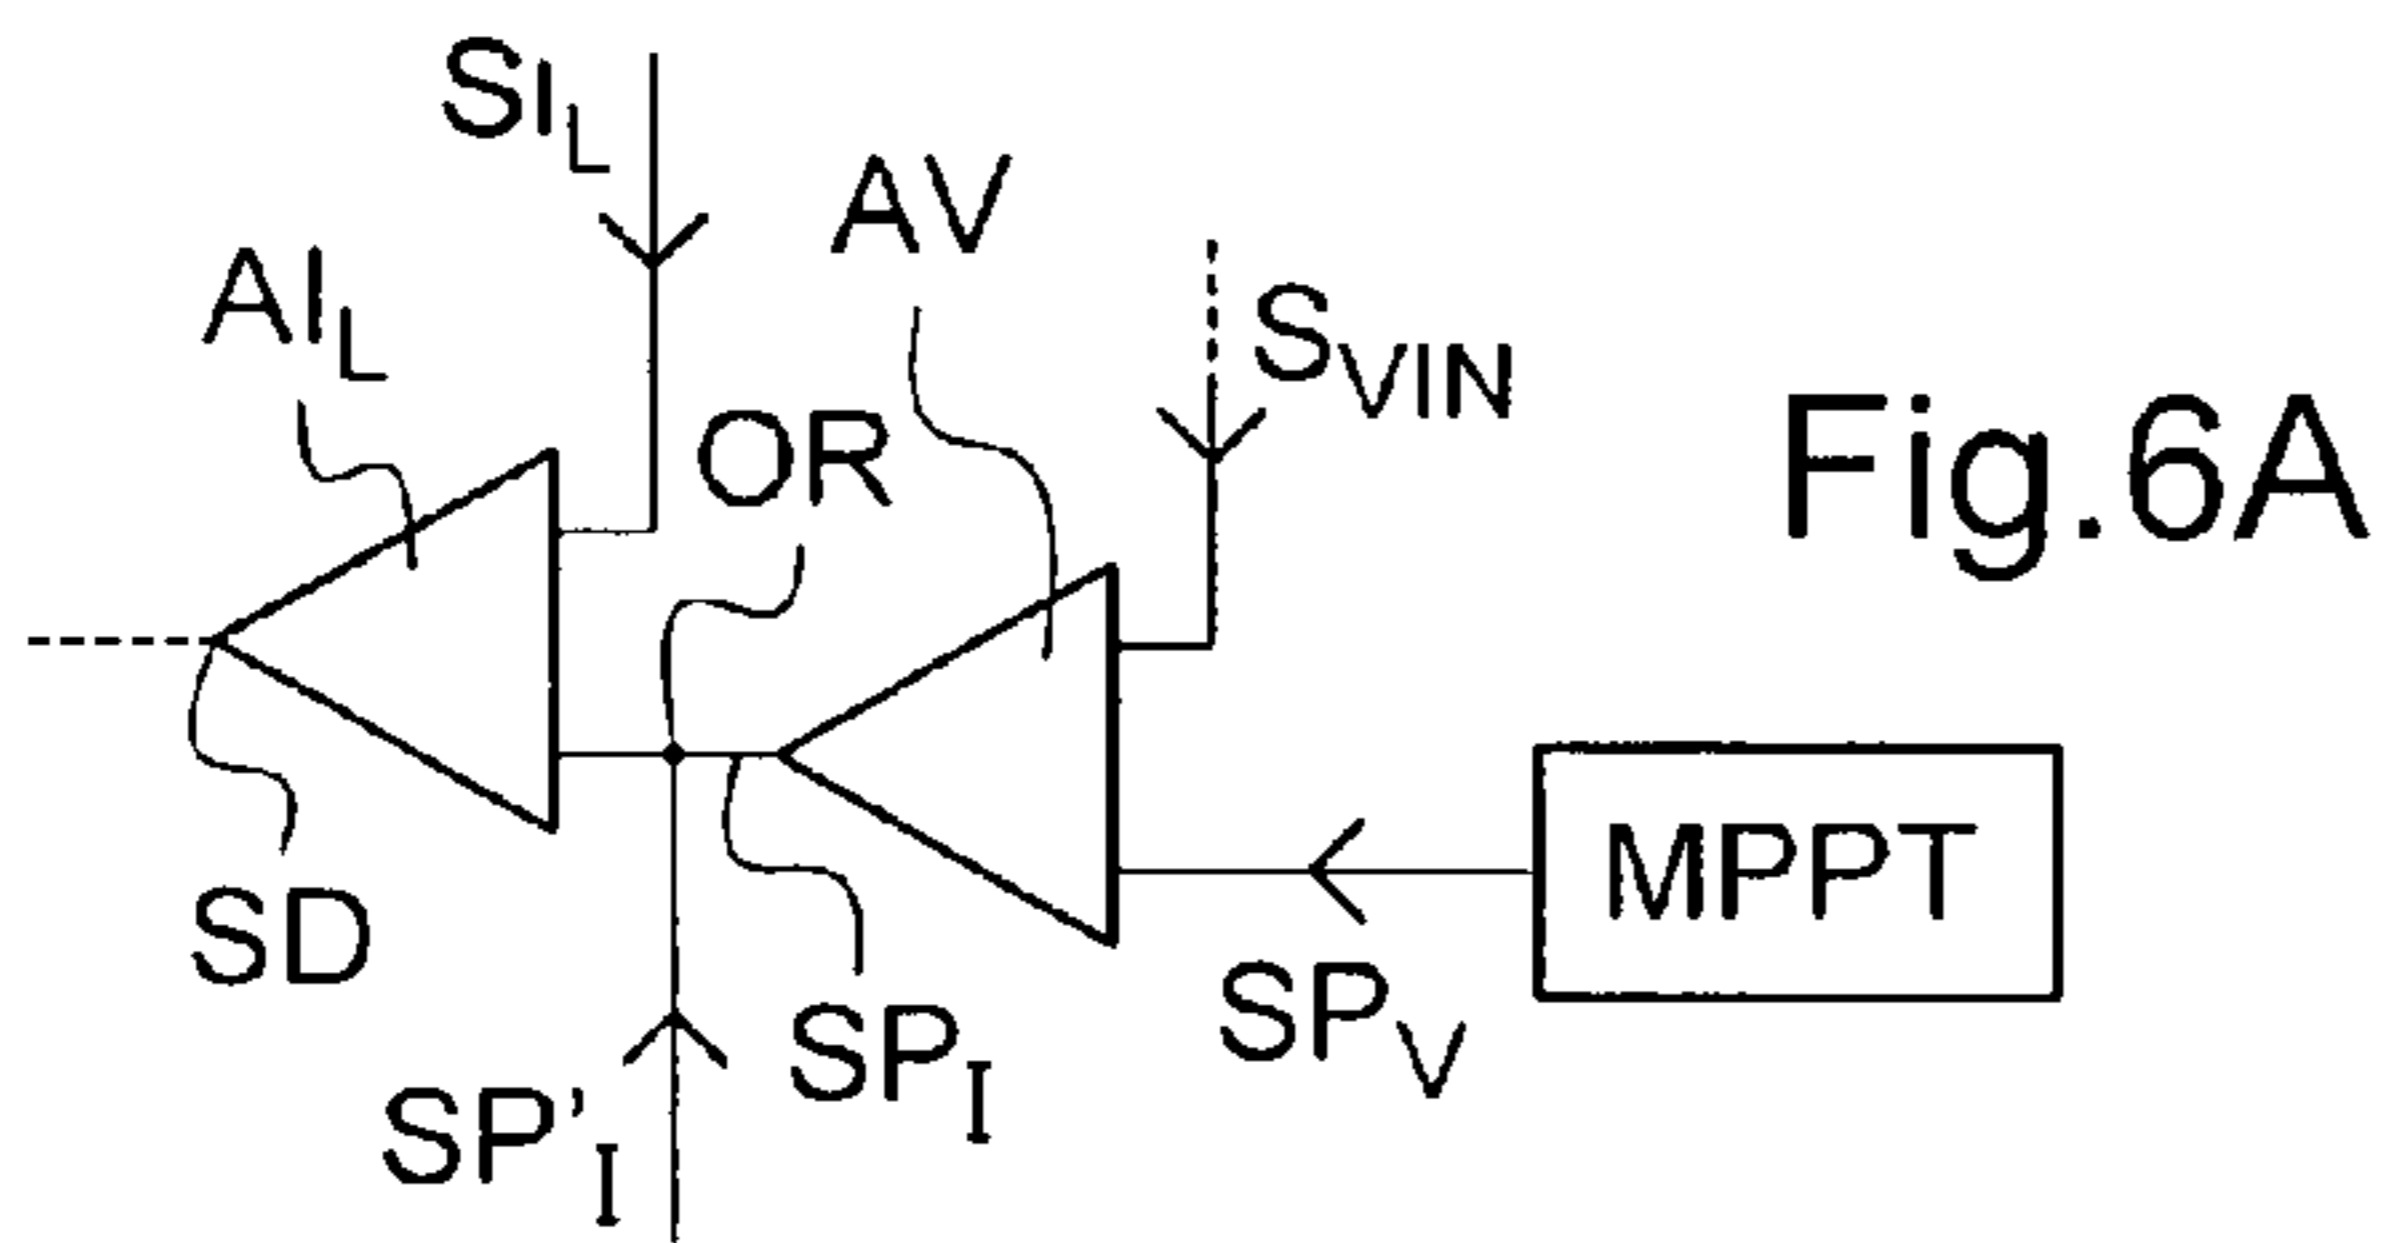 SI_L
AV
AI_L
S_VIN
OR
Fig.6A
MPPT
SD
SP_V
SP_I
SP'_I